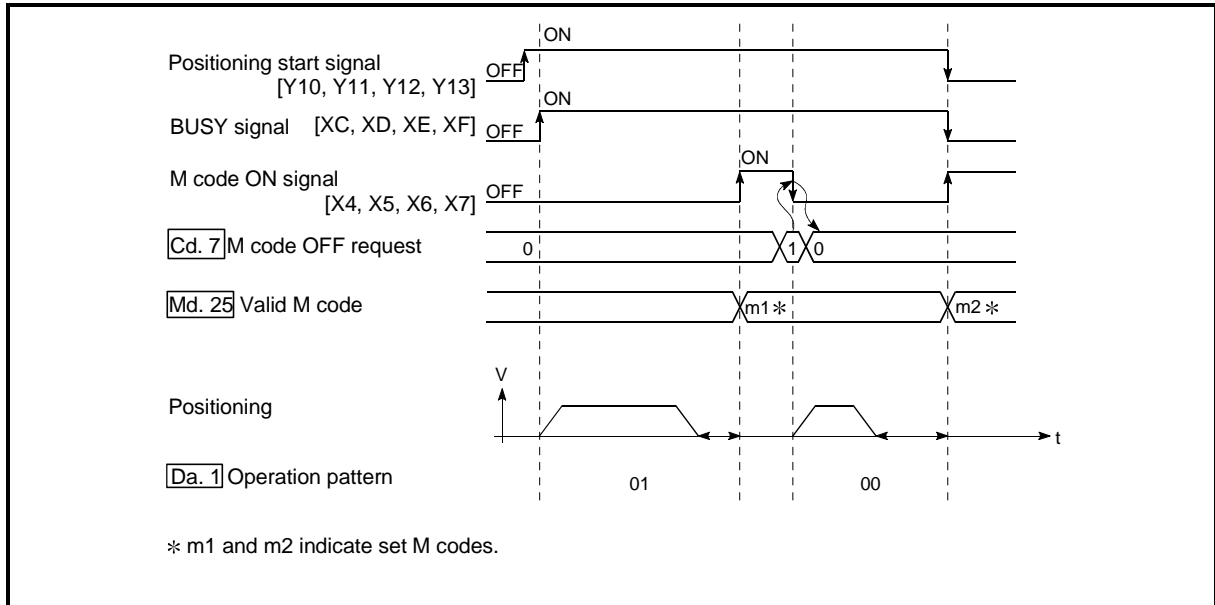 ON
Positioning start signal
[Y10, Y11, Y12, Y13]
OFF
ON
BUSY signal [XC, XD, XE, XF]
OFF
ON
M code ON signal
[X4, X5, X6, X7]
OFF
Cd. 7 M code OFF request
0
1
0
Md. 25 Valid M code
m1*
m2*
V
Positioning
t
Da. 1 Operation pattern
01
00
* m1 and m2 indicate set M codes.